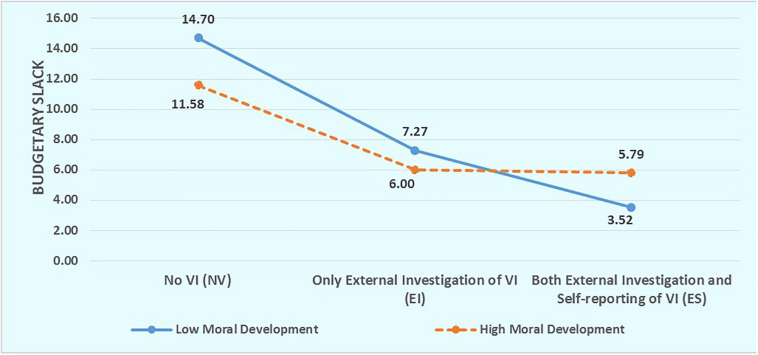 16.00
14.00
12.00
10.00
8.00
6.00
4.00
2.00
0.00
BUDGETARY SLACK
14.70
11.58
7.27
6.00
5.79
3.52
No VI (NV)
Only External Investigation of VI
(EI)
Both External Investigation and
Self-reporting of VI (ES)
Low Moral Development
High Moral Development